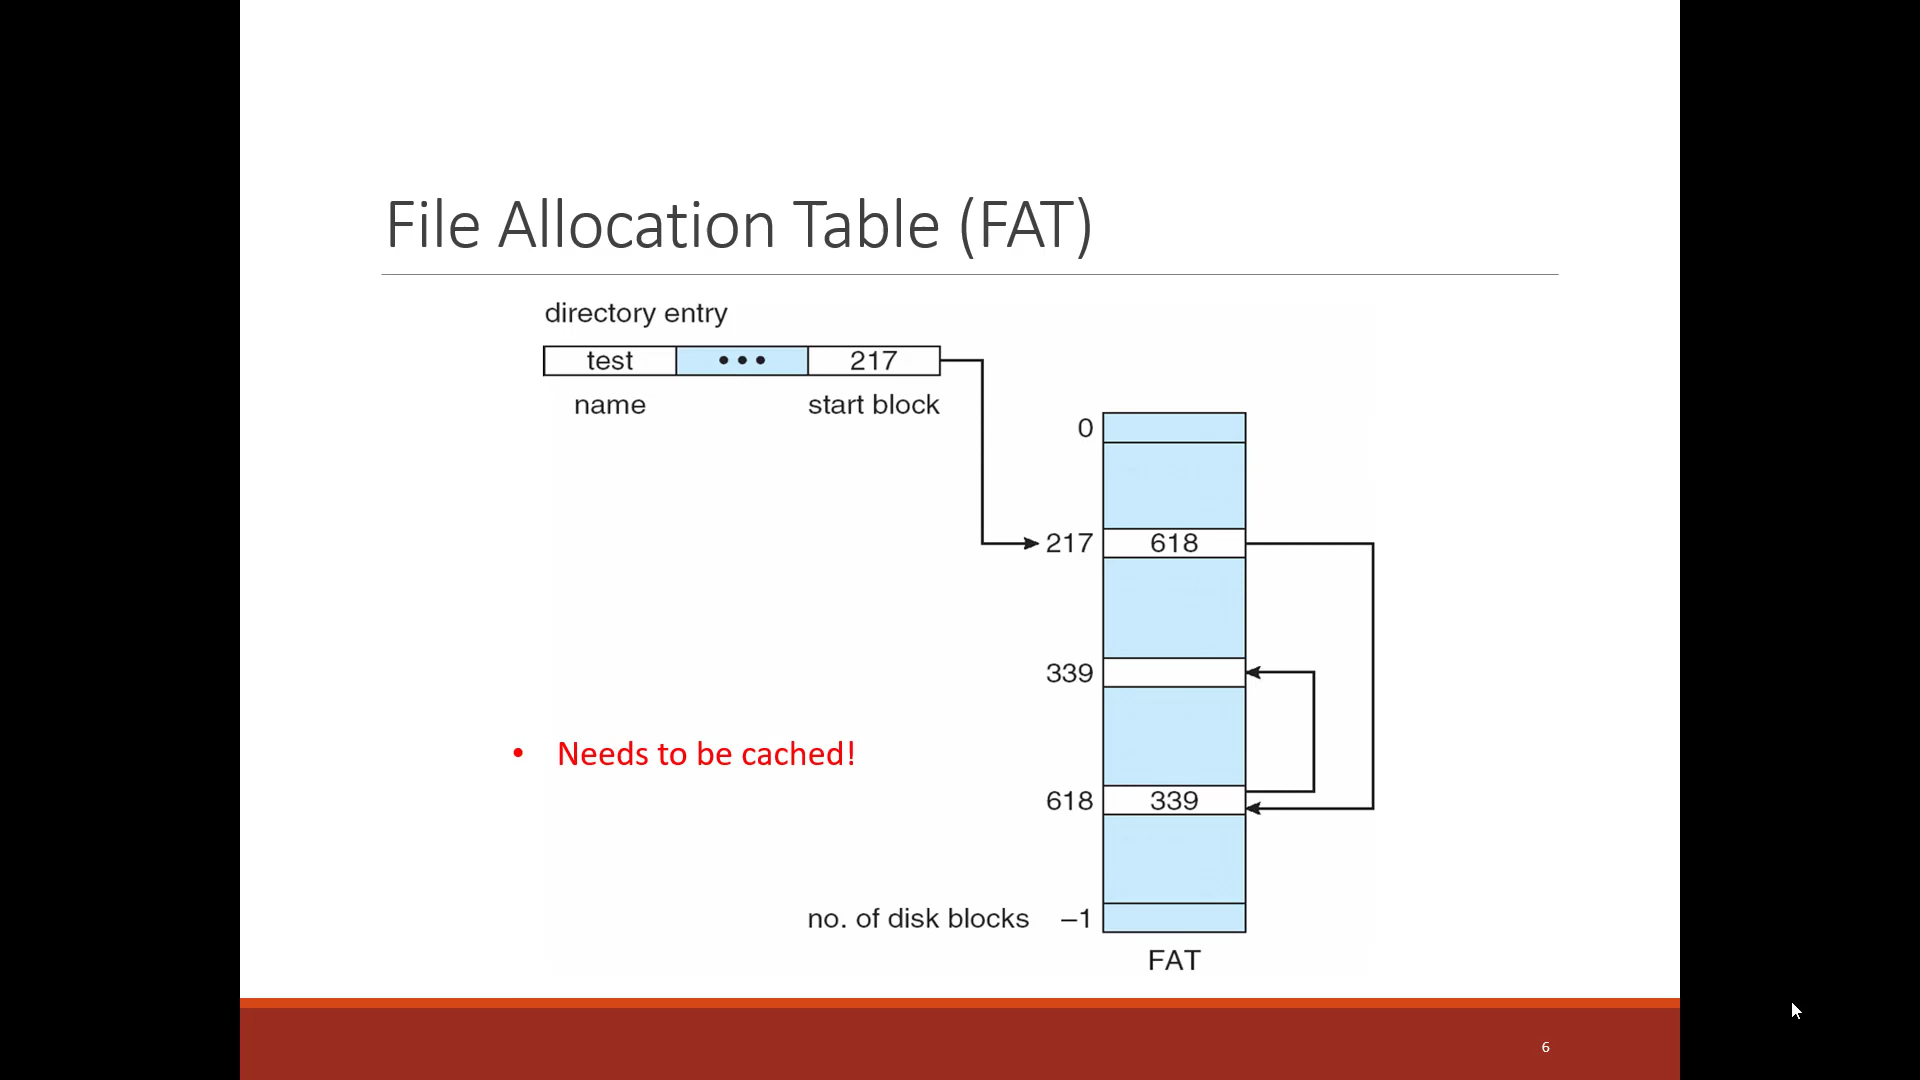 File Allocation Table (FAT)
directory entry
test ••• 217
name start block
0
217 618
339
• Needs to be cached!
618 339
no. of disk blocks –1
FAT
6